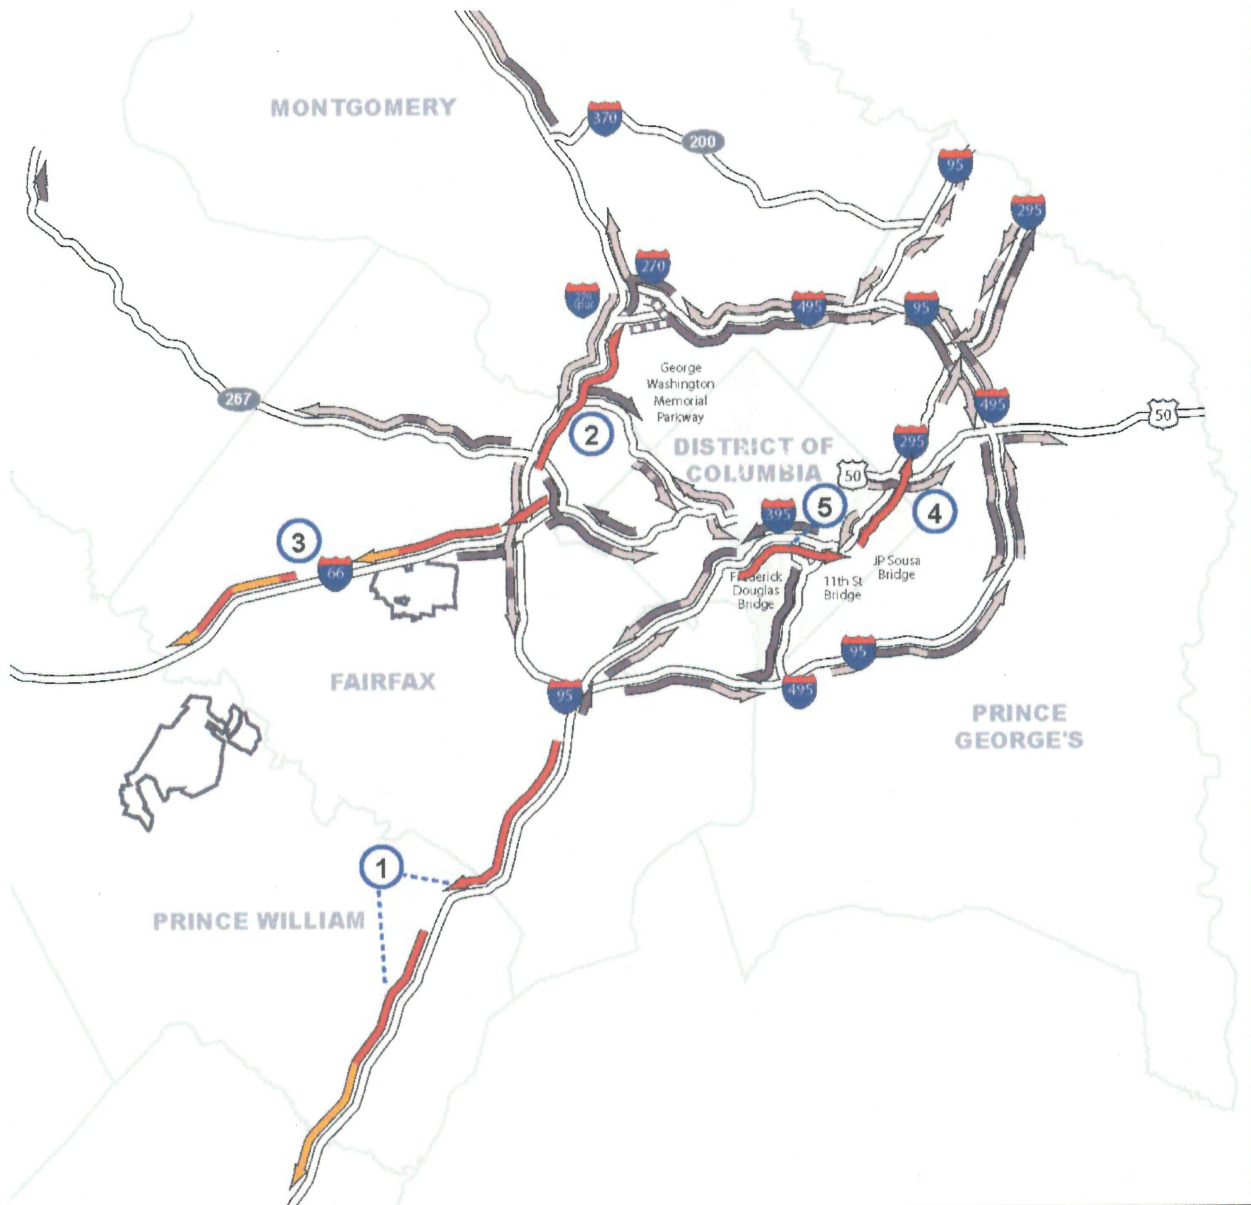 MONTGOMERY
370
200
95
295
270
270
Spur
495
95
267
George
Washington
Memorial
Parkway
495
50
2
DISTRICT OF
COLUMBIA
295
50
395
5
4
3
66
JP Sousa
Bridge
Frederick
Douglas
Bridge
11th St
Bridge
FAIRFAX
95
95
495
PRINCE
GEORGE'S
1
PRINCE WILLIAM